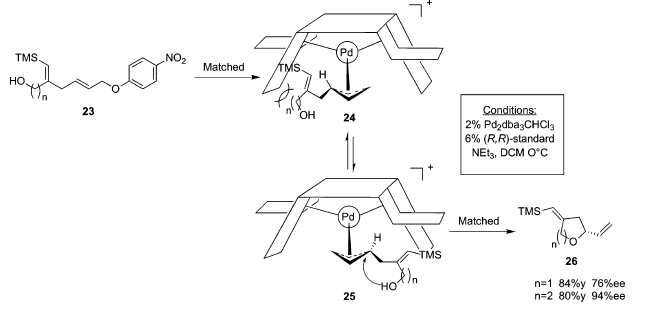 TMS
HO
n
O
NO2
23
Matched
Pd
+
TMS
H
n
OH
24
Conditions:
2% Pd2dba3CHCl3
6% (R,R)-standard
NEt3, DCM O°C
Pd
+
H
TMS
HO
n
25
Matched
TMS
n
O
26
n=1 84%y 76%ee
n=2 80%y 94%ee